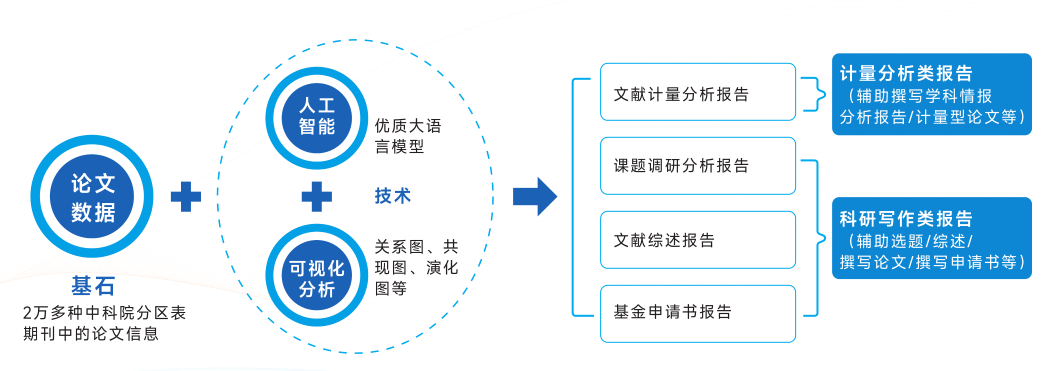 论文
数据
基石
2万多种中科院分区表
期刊中的论文信息
人工
智能
优质大语
言模型
技术
可视化
分析
关系图、共
现图、演化
图等
文献计量分析报告
课题调研分析报告
文献综述报告
基金申请书报告
计量分析类报告
（辅助撰写学科情报
分析报告/计量型论文等）
科研写作类报告
（辅助选题/综述/
撰写论文/撰写申请书等）